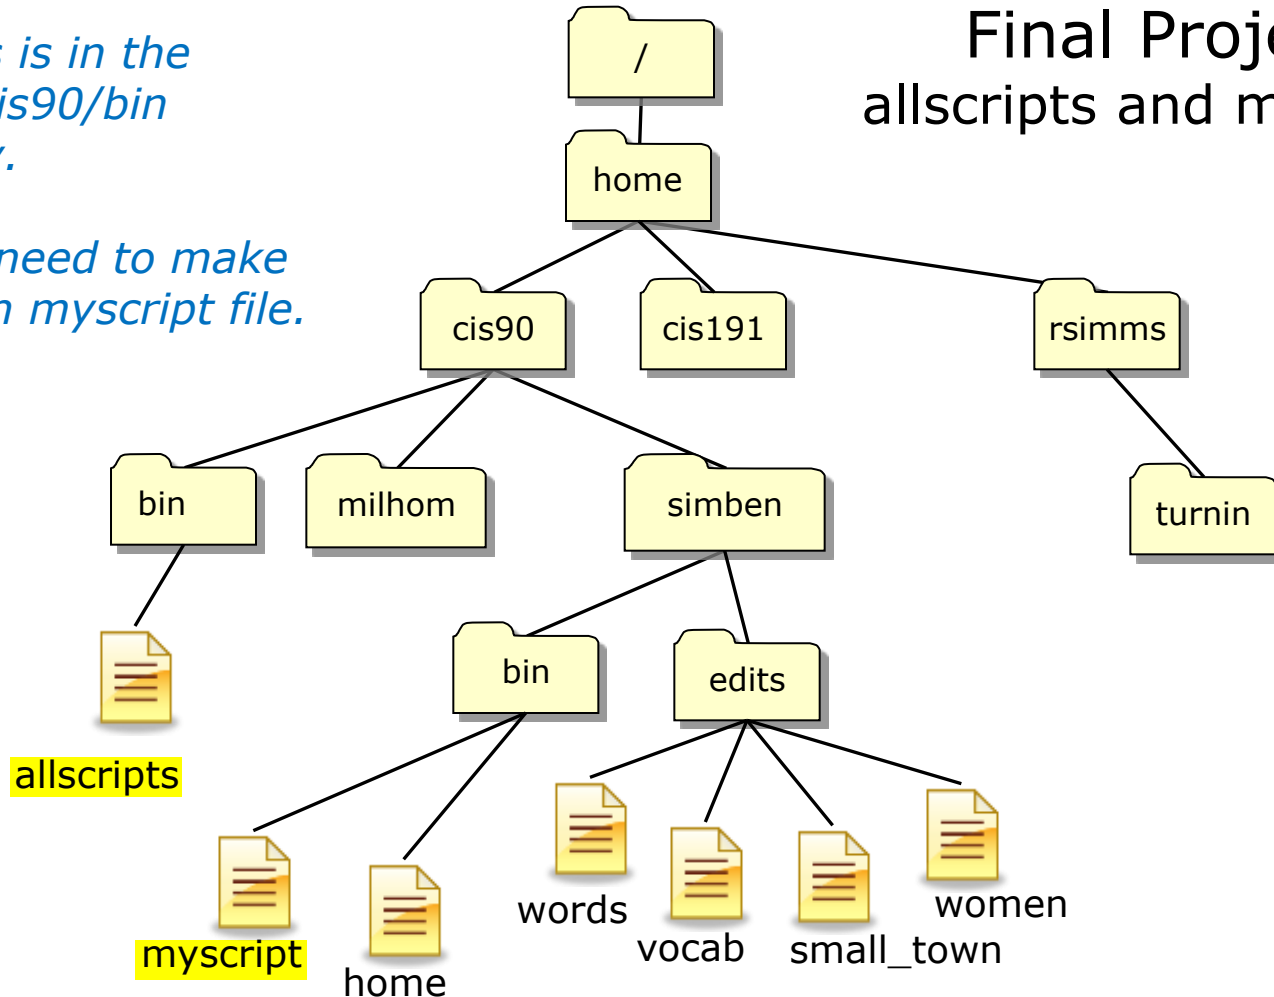 is in the
is90/bin
need to make
myscript file.
Final Proj
allscripts and m
/
home
cis90
cis191
rsimms
bin
milhom
simben
turnin
bin
edits
allscripts
myscript
home
words
vocab
small_town
women